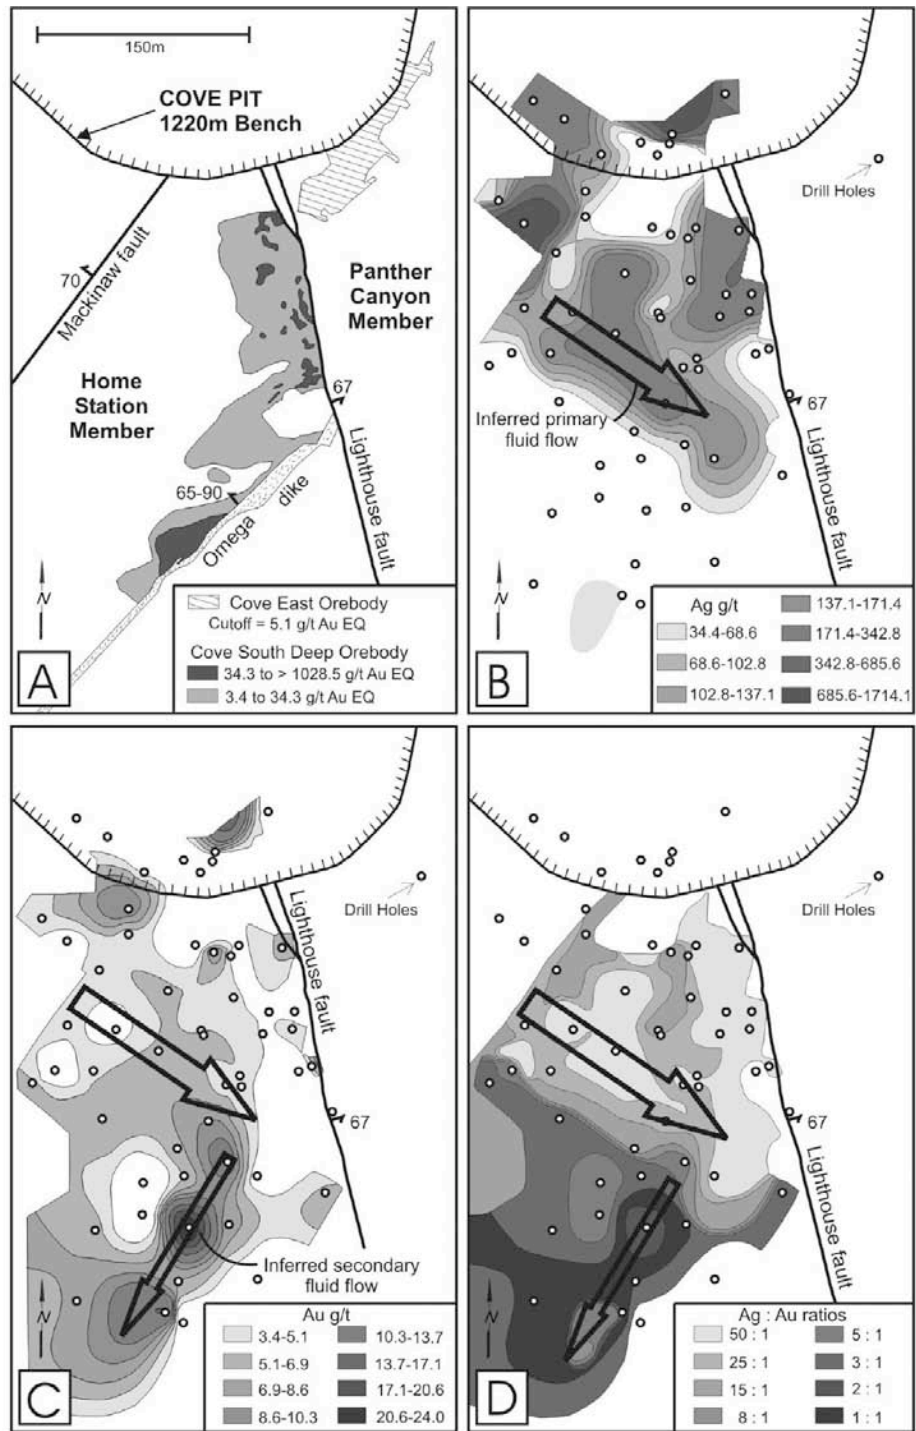 150m
COVE PIT
1220m Bench
70
Mackinaw fault
Panther
Canyon
Member
Home
Station
Member
67
65-90
Omega dike
Lighthouse fault
N
A
Cove East Orebody
Cutoff = 5.1 g/t Au EQ
Cove South Deep Orebody
34.3 to > 1028.5 g/t Au EQ
3.4 to 34.3 g/t Au EQ
Drill Holes
Inferred primary
fluid flow
67
Lighthouse fault
N
B
Ag g/t
34.4-68.6
68.6-102.8
102.8-137.1
137.1-171.4
171.4-342.8
342.8-685.6
685.6-1714.1
Drill Holes
Lighthouse fault
67
Inferred secondary
fluid flow
N
C
Au g/t
3.4-5.1
5.1-6.9
6.9-8.6
8.6-10.3
10.3-13.7
13.7-17.1
17.1-20.6
20.6-24.0
Drill Holes
67
Lighthouse fault
N
D
Ag : Au ratios
50 : 1
25 : 1
15 : 1
8 : 1
5 : 1
3 : 1
2 : 1
1 : 1